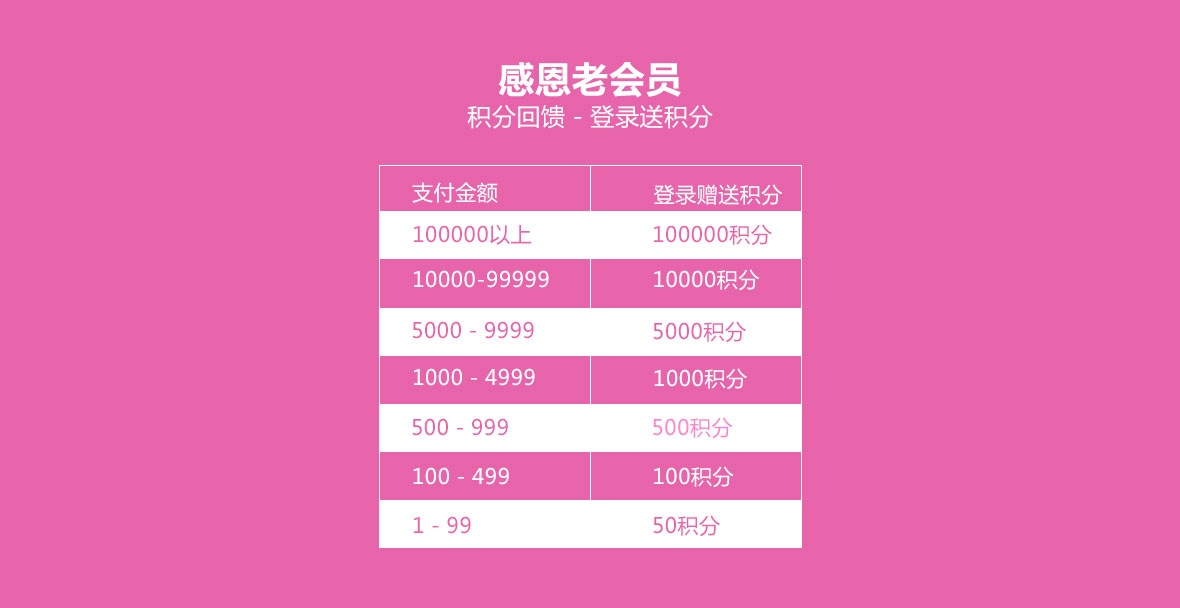 感恩老会员
积分回馈 - 登录送积分
支付金额 登录赠送积分
100000以上 100000积分
10000-99999 10000积分
5000 - 9999 5000积分
1000 - 4999 1000积分
500 - 999 500积分
100 - 499 100积分
1 - 99 50积分